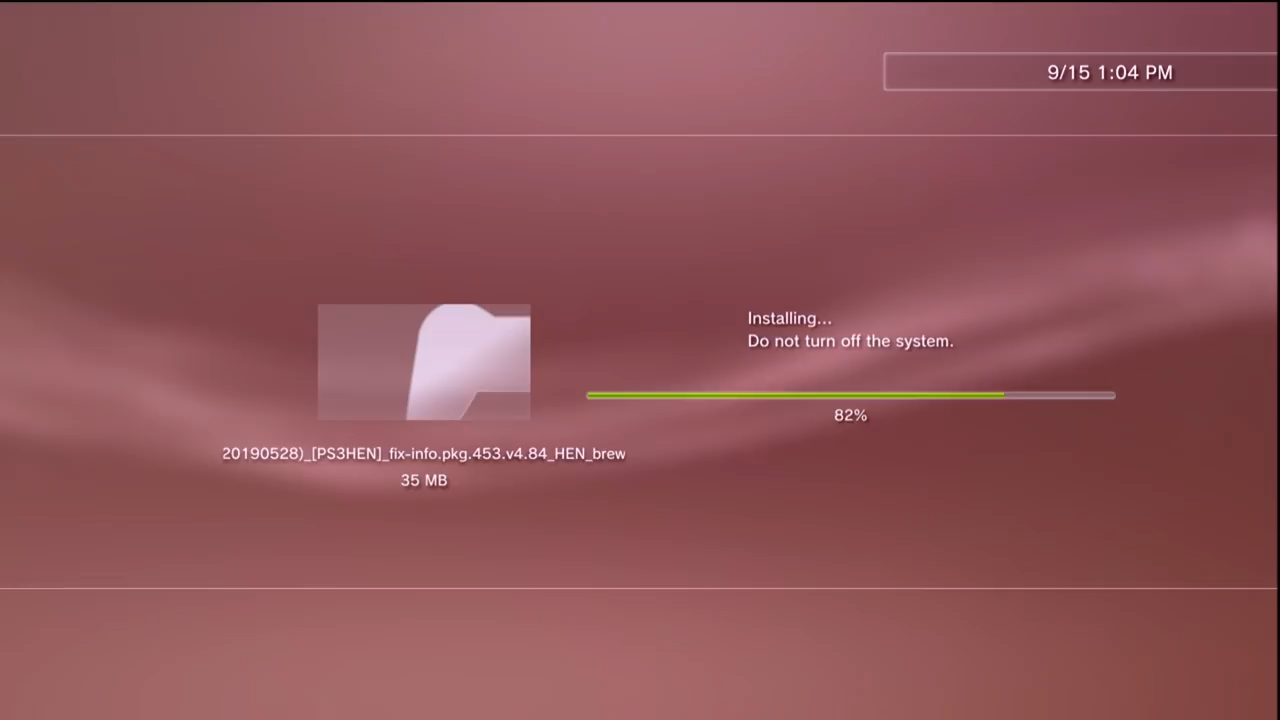 9/15 1:04 PM
Installing...
Do not turn off the system.
82%
20190528)_[PS3HEN]_fix-info.pkg.453.v4.84_HEN_brew
35 MB